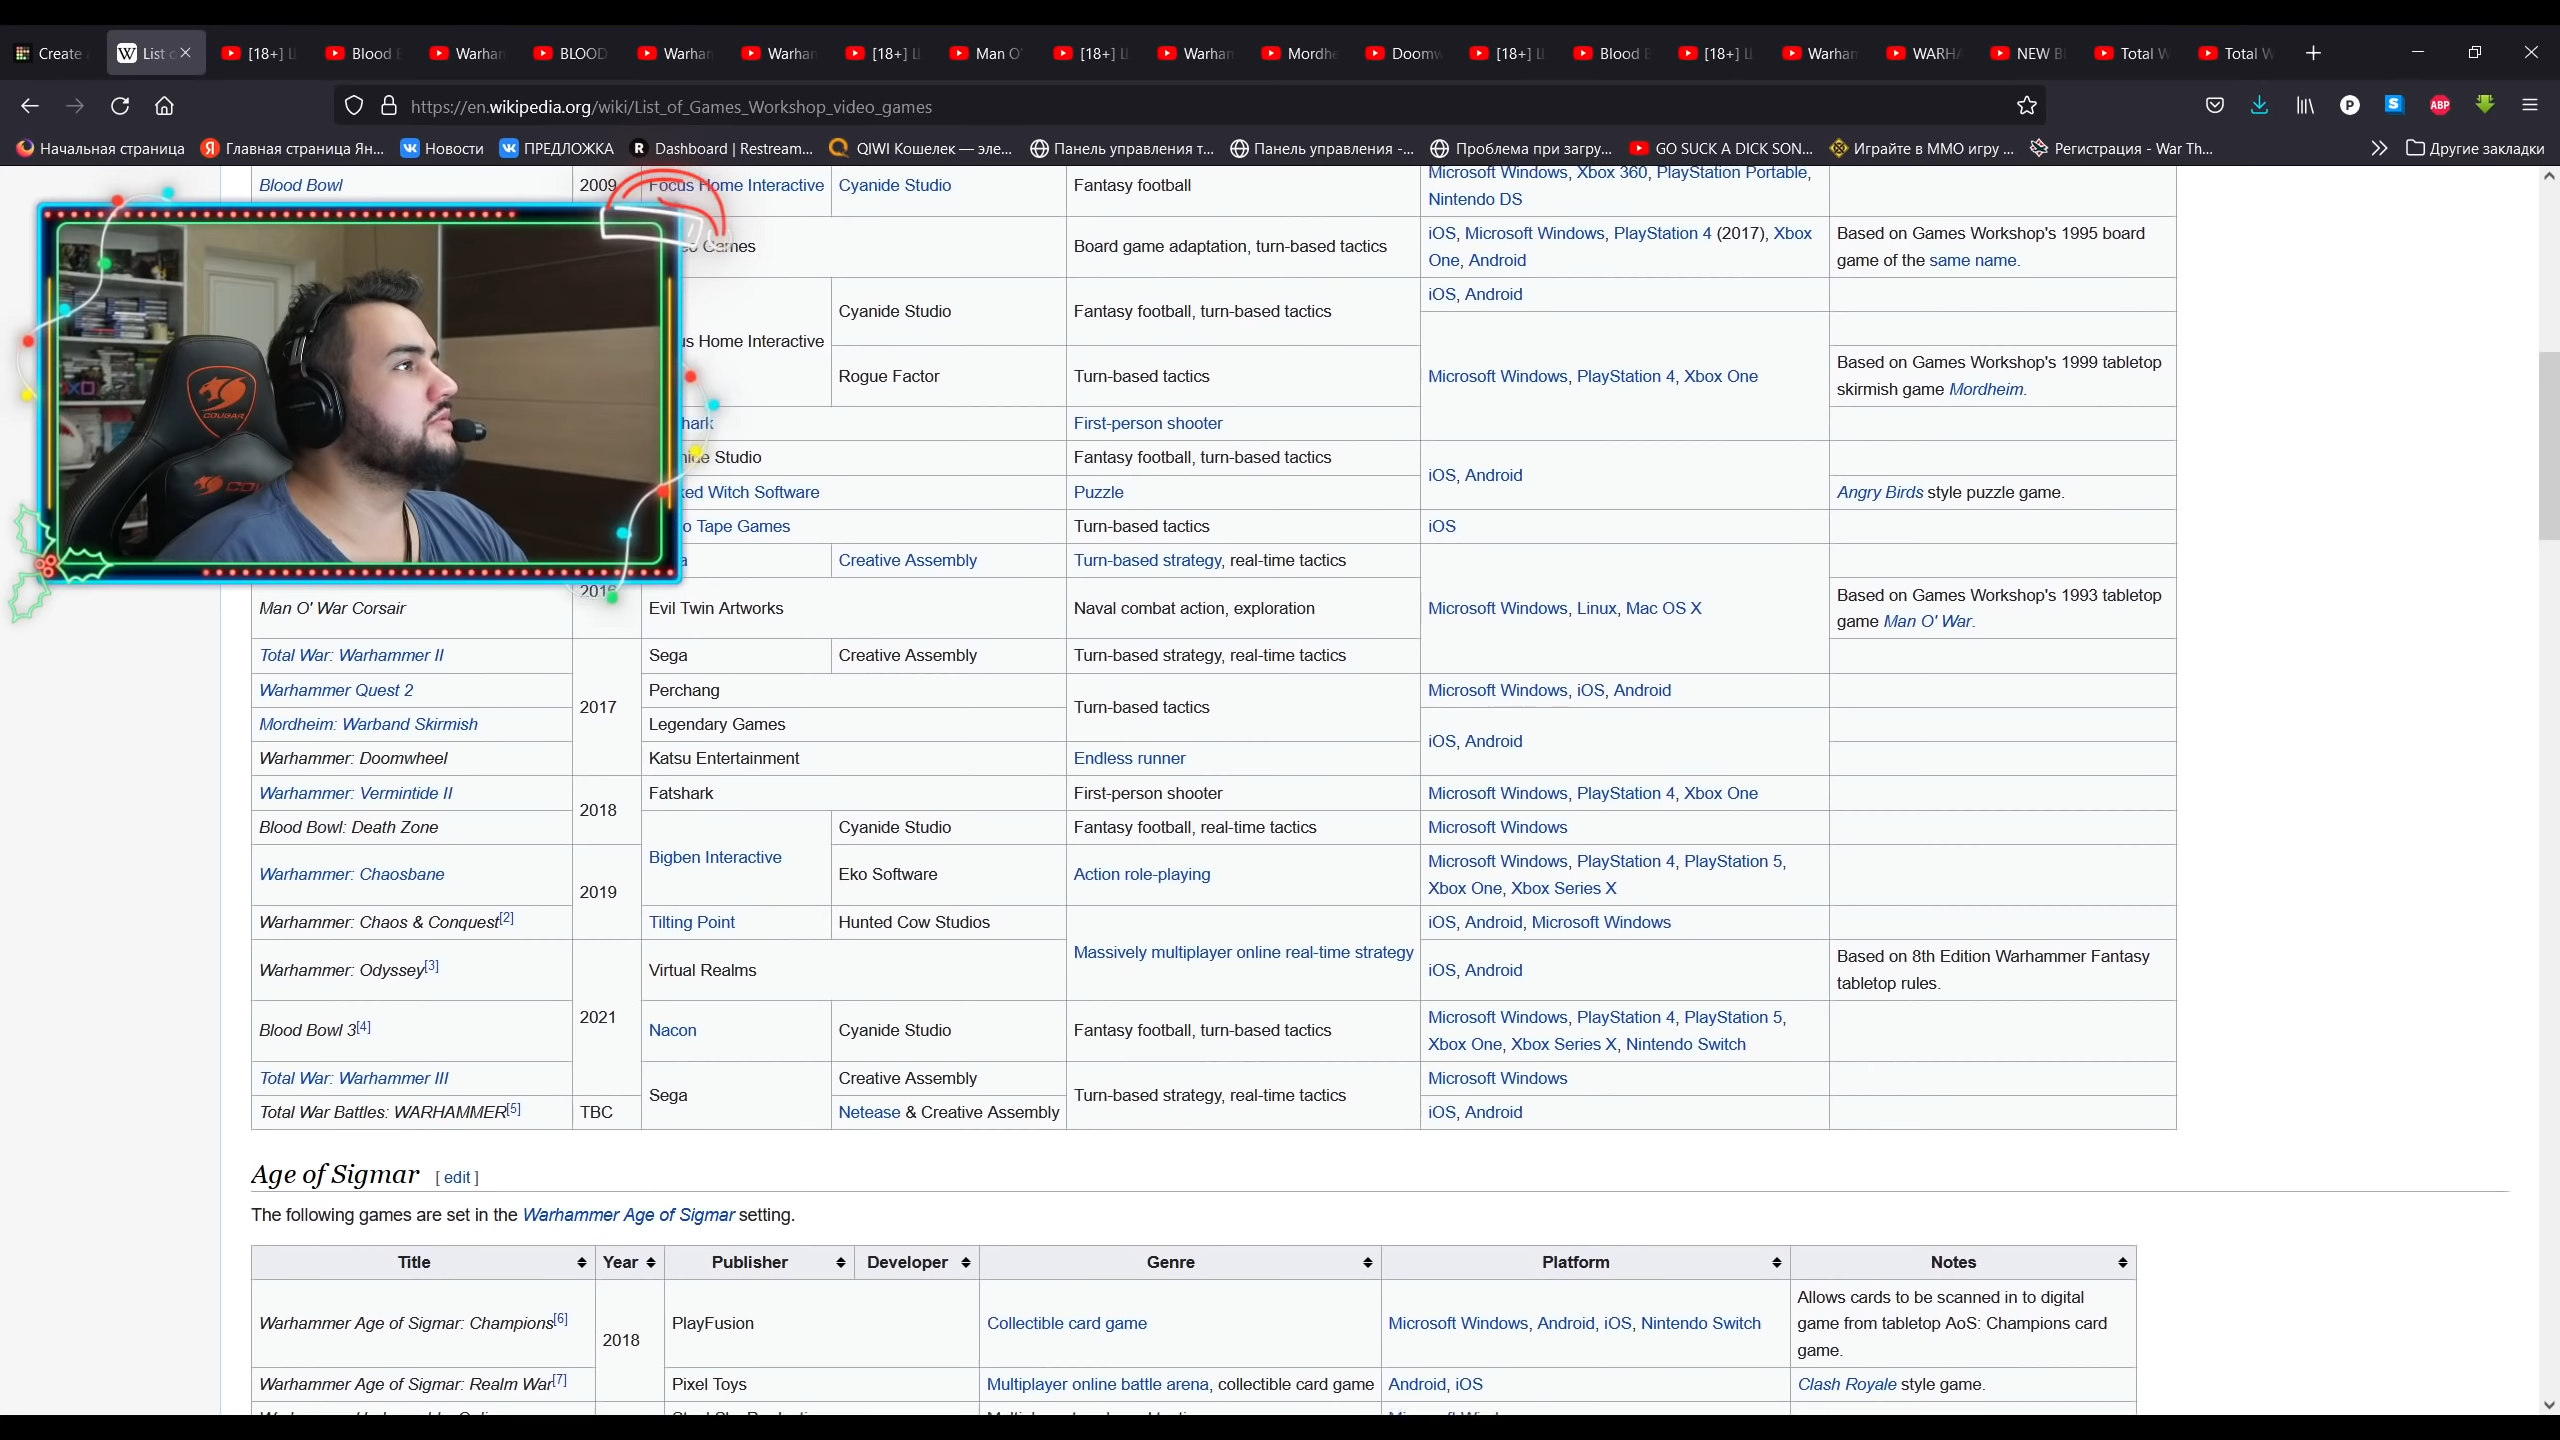 Create
List
[18+] Ш
Blood B
Warhan
BLOOD
Warhan
Warhan
[18+] Ш
Man O'
[18+] Ш
Warhan
Mordhe
Doomw
[18+] Ш
Blood B
[18+] Ш
Warhan
WARHA
NEW B
Total W
Total W
https://en.wikipedia.org/wiki/List_of_Games_Workshop_video_games
Начальная страница
Главная страница Ян...
Новости
ПРЕДЛОЖКА
Dashboard | Restream...
QIWI Кошелек — эле...
Панель управления т...
Панель управления -...
Проблема при загру...
GO SUCK A DICK SON...
Играйте в ММО игру ...
Регистрация - War Th...
Другие закладки
Blood Bowl 2009 Focus Home Interactive Cyanide Studio Fantasy football Microsoft Windows, Xbox 360, PlayStation Portable,
Nintendo DS
Games Board game adaptation, turn-based tactics iOS, Microsoft Windows, PlayStation 4 (2017), Xbox
One, Android
Based on Games Workshop's 1995 board
game of the same name.
us Home Interactive Cyanide Studio Fantasy football, turn-based tactics iOS, Android
Rogue Factor Turn-based tactics Microsoft Windows, PlayStation 4, Xbox One Based on Games Workshop's 1999 tabletop
skirmish game Mordheim.
hark First-person shooter
nide Studio Fantasy football, turn-based tactics iOS, Android
ked Witch Software Puzzle Angry Birds style puzzle game.
o Tape Games Turn-based tactics iOS
a Creative Assembly Turn-based strategy, real-time tactics
Man O' War Corsair 2016 Evil Twin Artworks Naval combat action, exploration Microsoft Windows, Linux, Mac OS X Based on Games Workshop's 1993 tabletop
game Man O' War.
Total War: Warhammer II Sega Creative Assembly Turn-based strategy, real-time tactics
Warhammer Quest 2 2017 Perchang Turn-based tactics Microsoft Windows, iOS, Android
Mordheim: Warband Skirmish Legendary Games iOS, Android
Warhammer: Doomwheel Katsu Entertainment Endless runner
Warhammer: Vermintide II 2018 Fatshark First-person shooter Microsoft Windows, PlayStation 4, Xbox One
Blood Bowl: Death Zone Bigben Interactive Cyanide Studio Fantasy football, real-time tactics Microsoft Windows
Warhammer: Chaosbane 2019 Eko Software Action role-playing Microsoft Windows, PlayStation 4, PlayStation 5,
Xbox One, Xbox Series X
Warhammer: Chaos & Conquest[2] Tilting Point Hunted Cow Studios Massively multiplayer online real-time strategy iOS, Android, Microsoft Windows
Warhammer: Odyssey[3] 2021 Virtual Realms iOS, Android Based on 8th Edition Warhammer Fantasy
tabletop rules.
Blood Bowl 3[4] Nacon Cyanide Studio Fantasy football, turn-based tactics Microsoft Windows, PlayStation 4, PlayStation 5,
Xbox One, Xbox Series X, Nintendo Switch
Total War: Warhammer III Sega Creative Assembly Turn-based strategy, real-time tactics Microsoft Windows
Total War Battles: WARHAMMER[5] TBC Netease & Creative Assembly iOS, Android
Age of Sigmar [ edit ]
The following games are set in the Warhammer Age of Sigmar setting.
Title Year Publisher Developer Genre Platform Notes
Warhammer Age of Sigmar: Champions[6] 2018 PlayFusion Collectible card game Microsoft Windows, Android, iOS, Nintendo Switch Allows cards to be scanned in to digital
game from tabletop AoS: Champions card
game.
Warhammer Age of Sigmar: Realm War[7] Pixel Toys Multiplayer online battle arena, collectible card game Android, iOS Clash Royale style game.
COUGAR